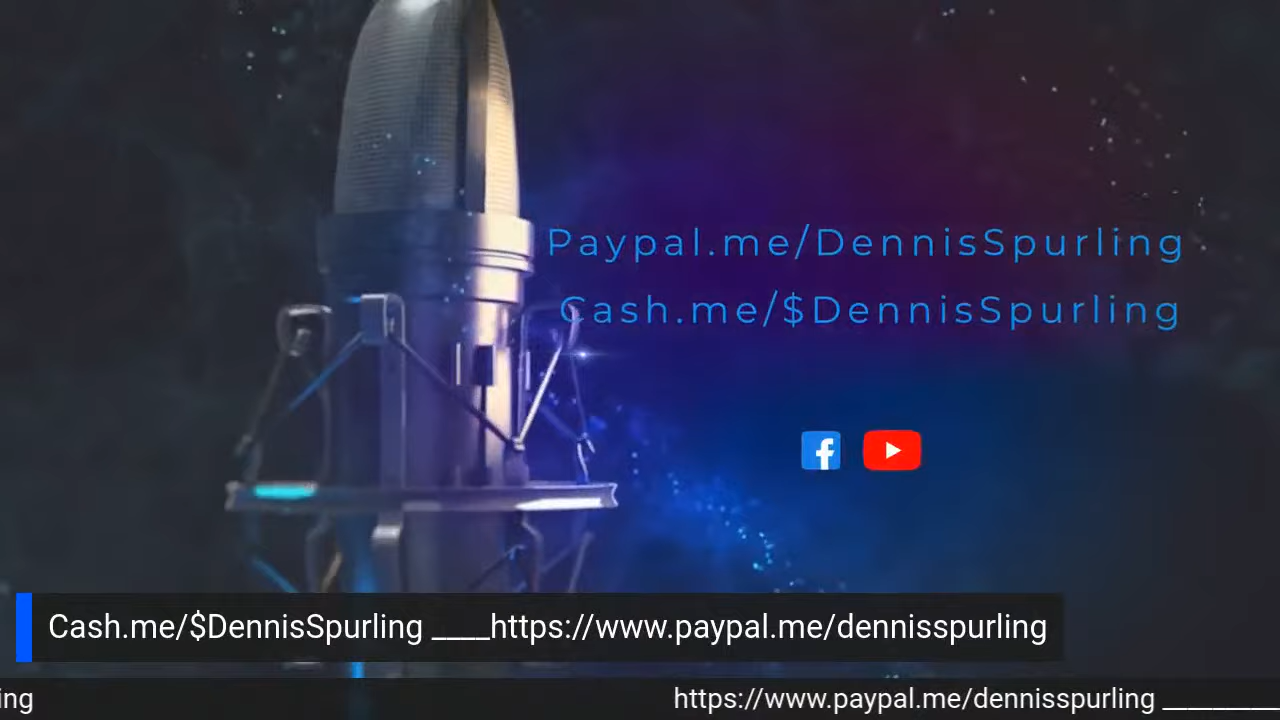 Paypal.me/DennisSpurling
Cash.me/$DennisSpurling
Cash.me/$DennisSpurling ____https://www.paypal.me/dennisspurling
ing https://www.paypal.me/dennisspurling __________